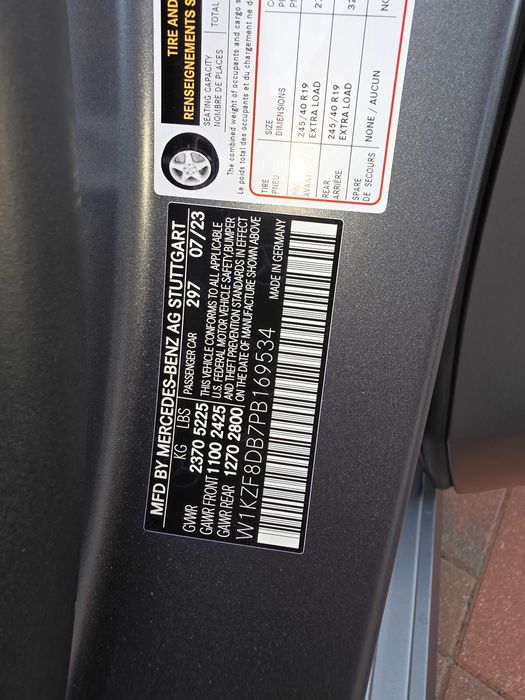 TIRE AND
RENSEIGNEMENTS S
SEATING CAPACITY
NOMBRE DE PLACES
TOTAL
The combined weight of occupants and cargo s
Le poids total des occupants et du chargement ne d
TIRE
PNEU
SIZE
DIMENSIONS
AVANT
245/40 R19
EXTRA LOAD
REAR
ARRIÈRE
245/40 R19
EXTRA LOAD
32
SPARE
DE SECOURS
NONE / AUCUN
MFD BY MERCEDES-BENZ AG STUTTGART
KG LBS PASSENGER CAR 297 07/23
GVWR 2370 5225
GAWR FRONT 1100 2425
GAWR REAR 1270 2800
THIS VEHICLE CONFORMS TO ALL APPLICABLE
U.S. FEDERAL MOTOR VEHICLE SAFETY,BUMPER
AND THEFT PREVENTION STANDARDS IN EFFECT
ON THE DATE OF MANUFACTURE SHOWN ABOVE
W1KZF8DB7PB169534
MADE IN GERMANY